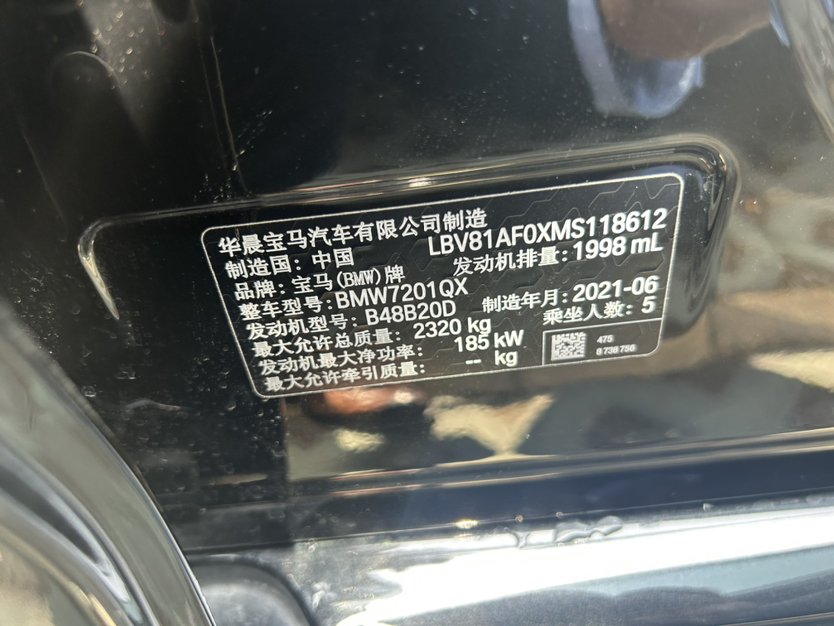 华晨宝马汽车有限公司制造
制造国：中国 LBV81AF0XMS118612
品牌：宝马(BMW)牌 发动机排量：1998 mL
整车型号：BMW7201QX
发动机型号：B48B20D 制造年月：2021-06
最大允许总质量：2320 kg 乘坐人数：5
发动机最大净功率：185 kW
最大允许牵引质量：-- kg
475
8 738 756